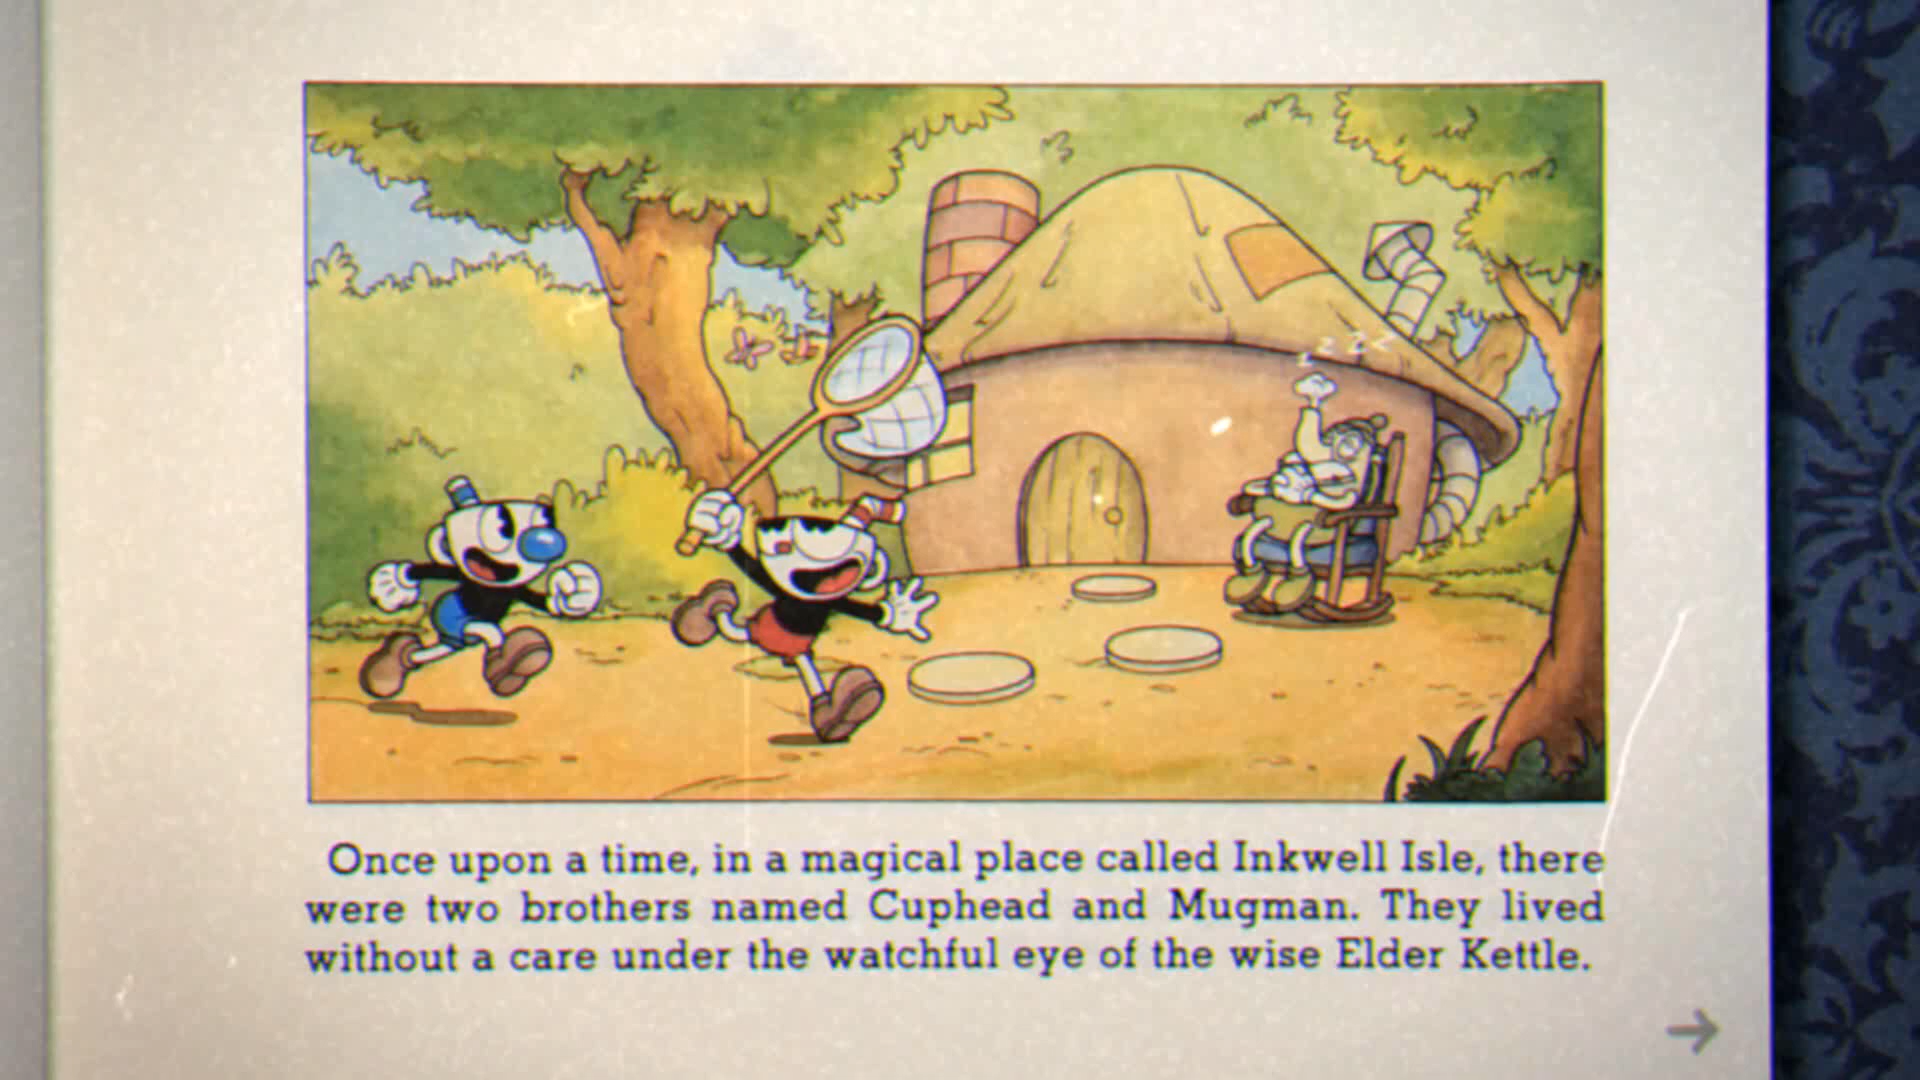 z z z z
Once upon a time, in a magical place called Inkwell Isle, there
were two brothers named Cuphead and Mugman. They lived
without a care under the watchful eye of the wise Elder Kettle.